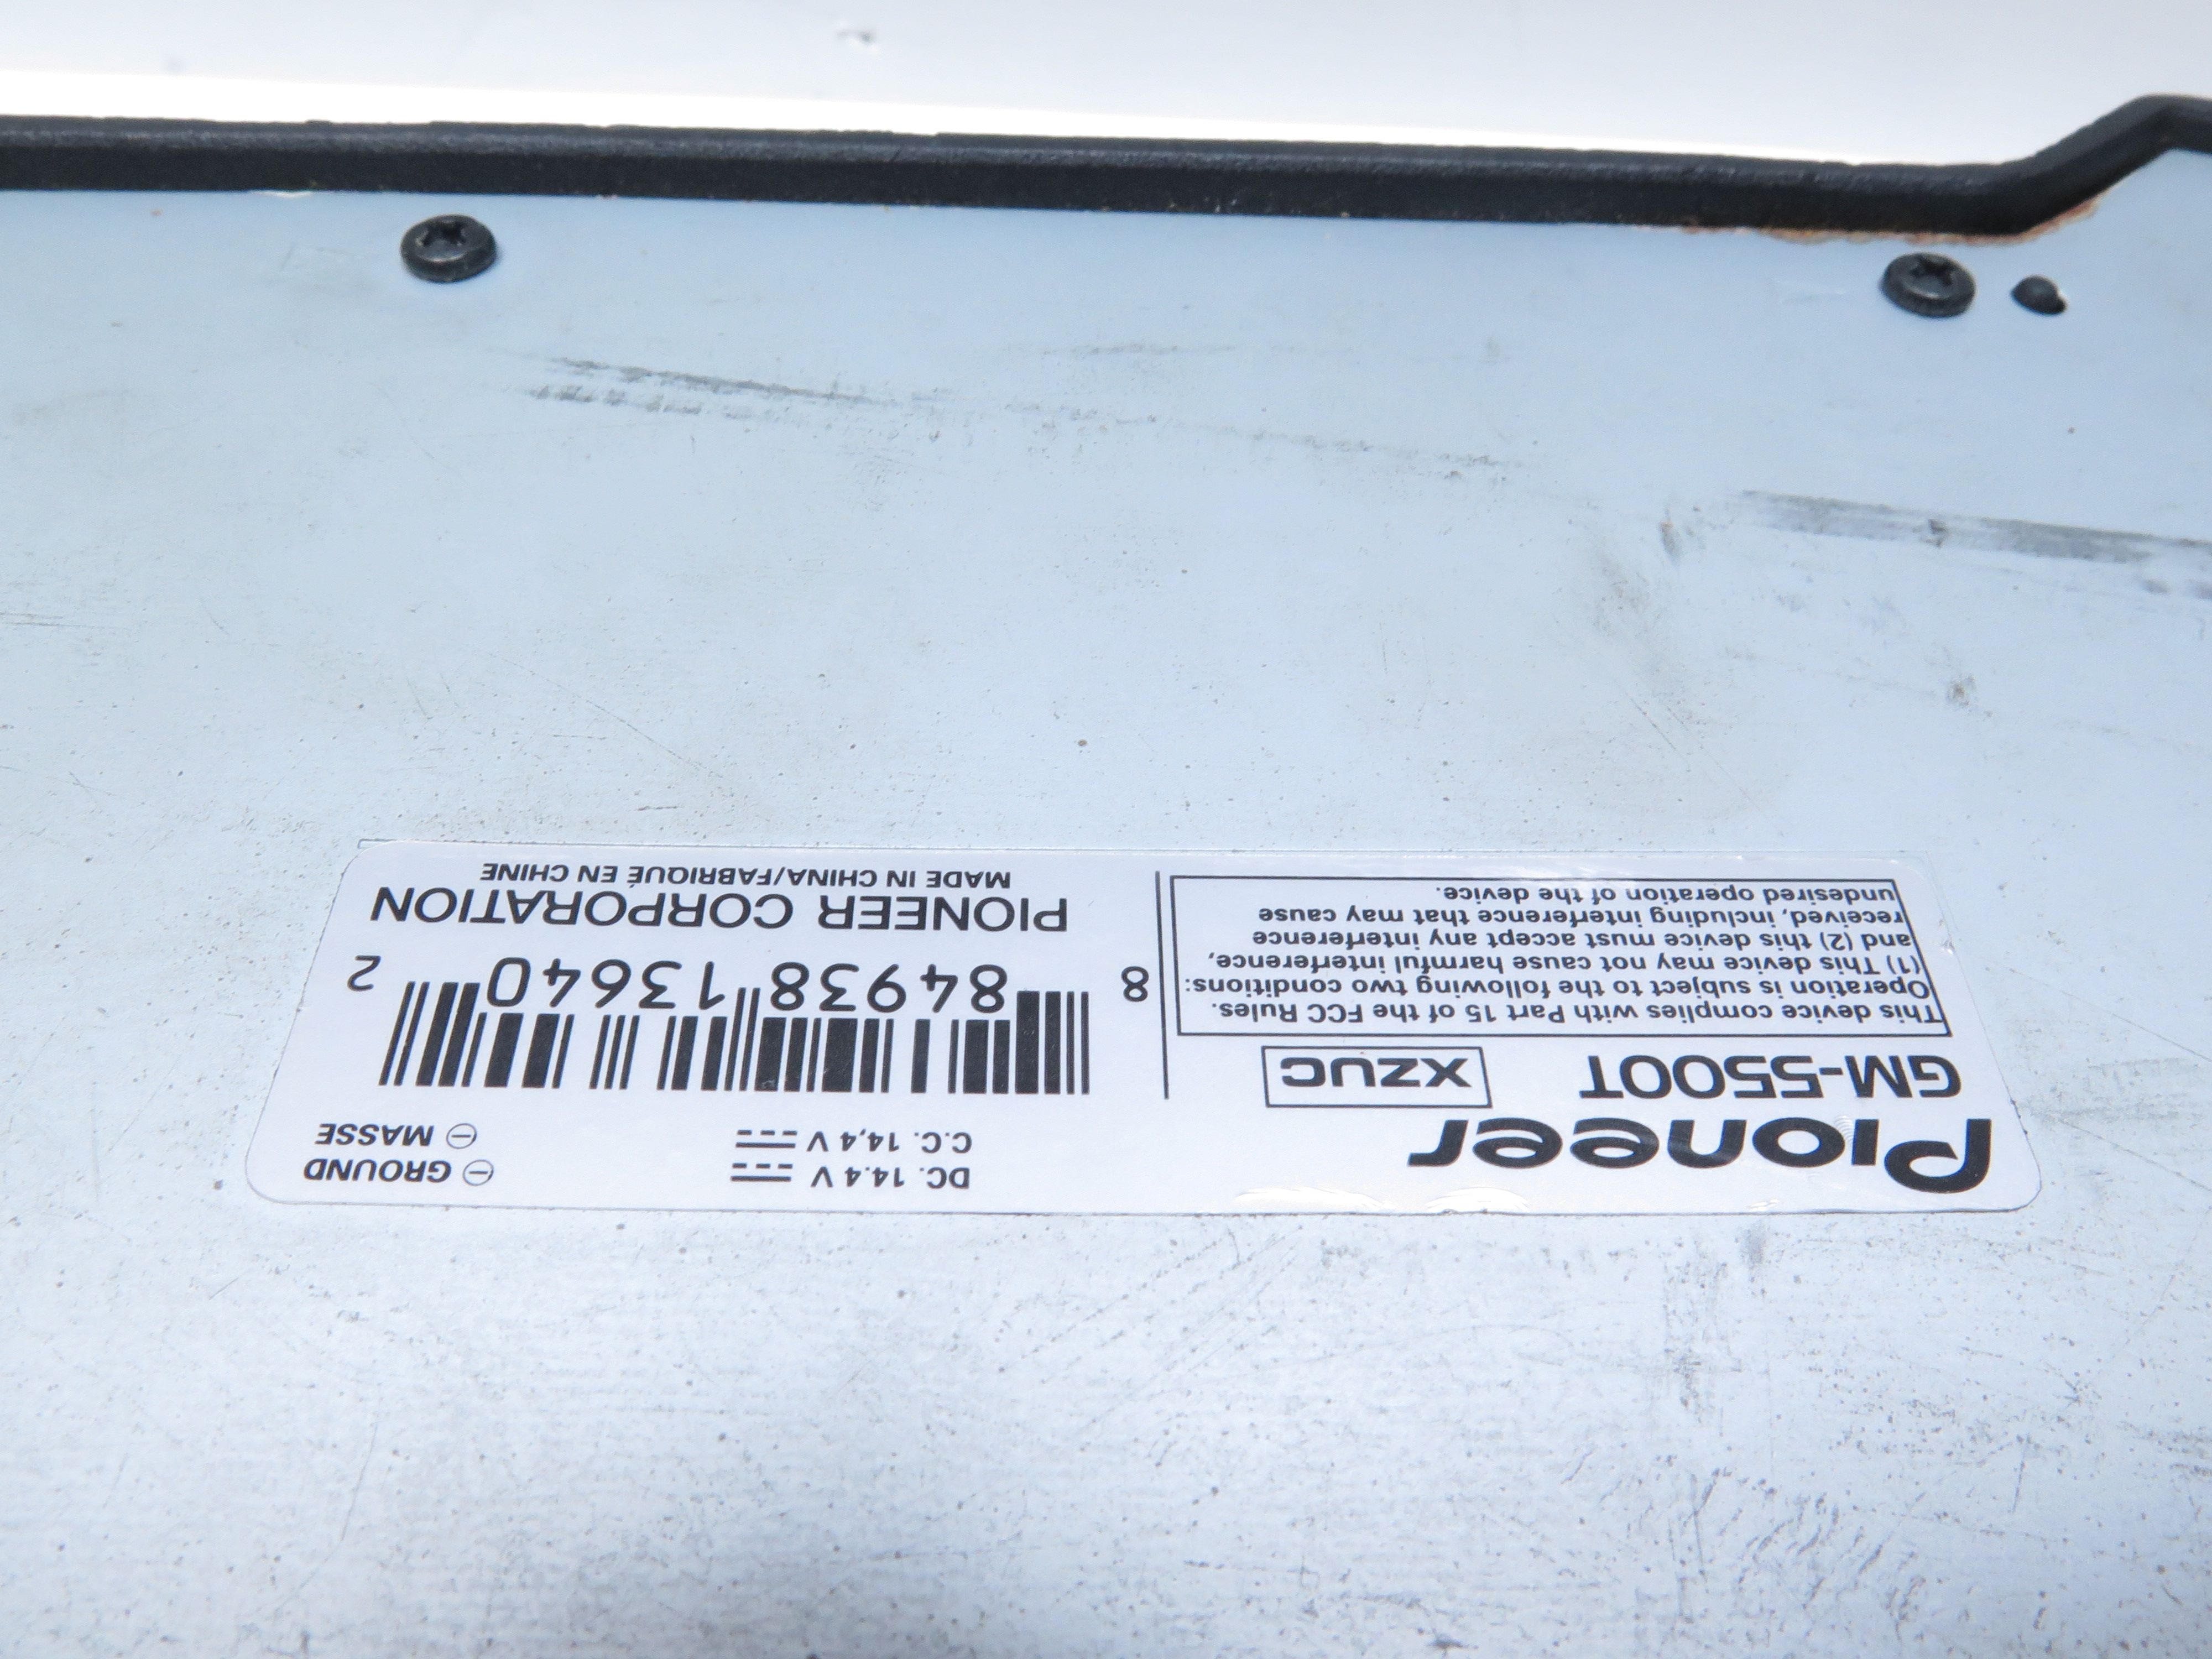 Pioneer
GM-5500T XZUC
This device complies with Part 15 of the FCC Rules.
Operation is subject to the following two conditions:
(1) This device may not cause harmful interference,
and (2) this device must accept any interference
received, including interference that may cause
undesired operation of the device.
DC. 14.4 V ⊖ GROUND
C.C. 14,4 V ⊖ MASSE
8 84938 13640 2
PIONEER CORPORATION
MADE IN CHINA/FABRIQUÉ EN CHINE